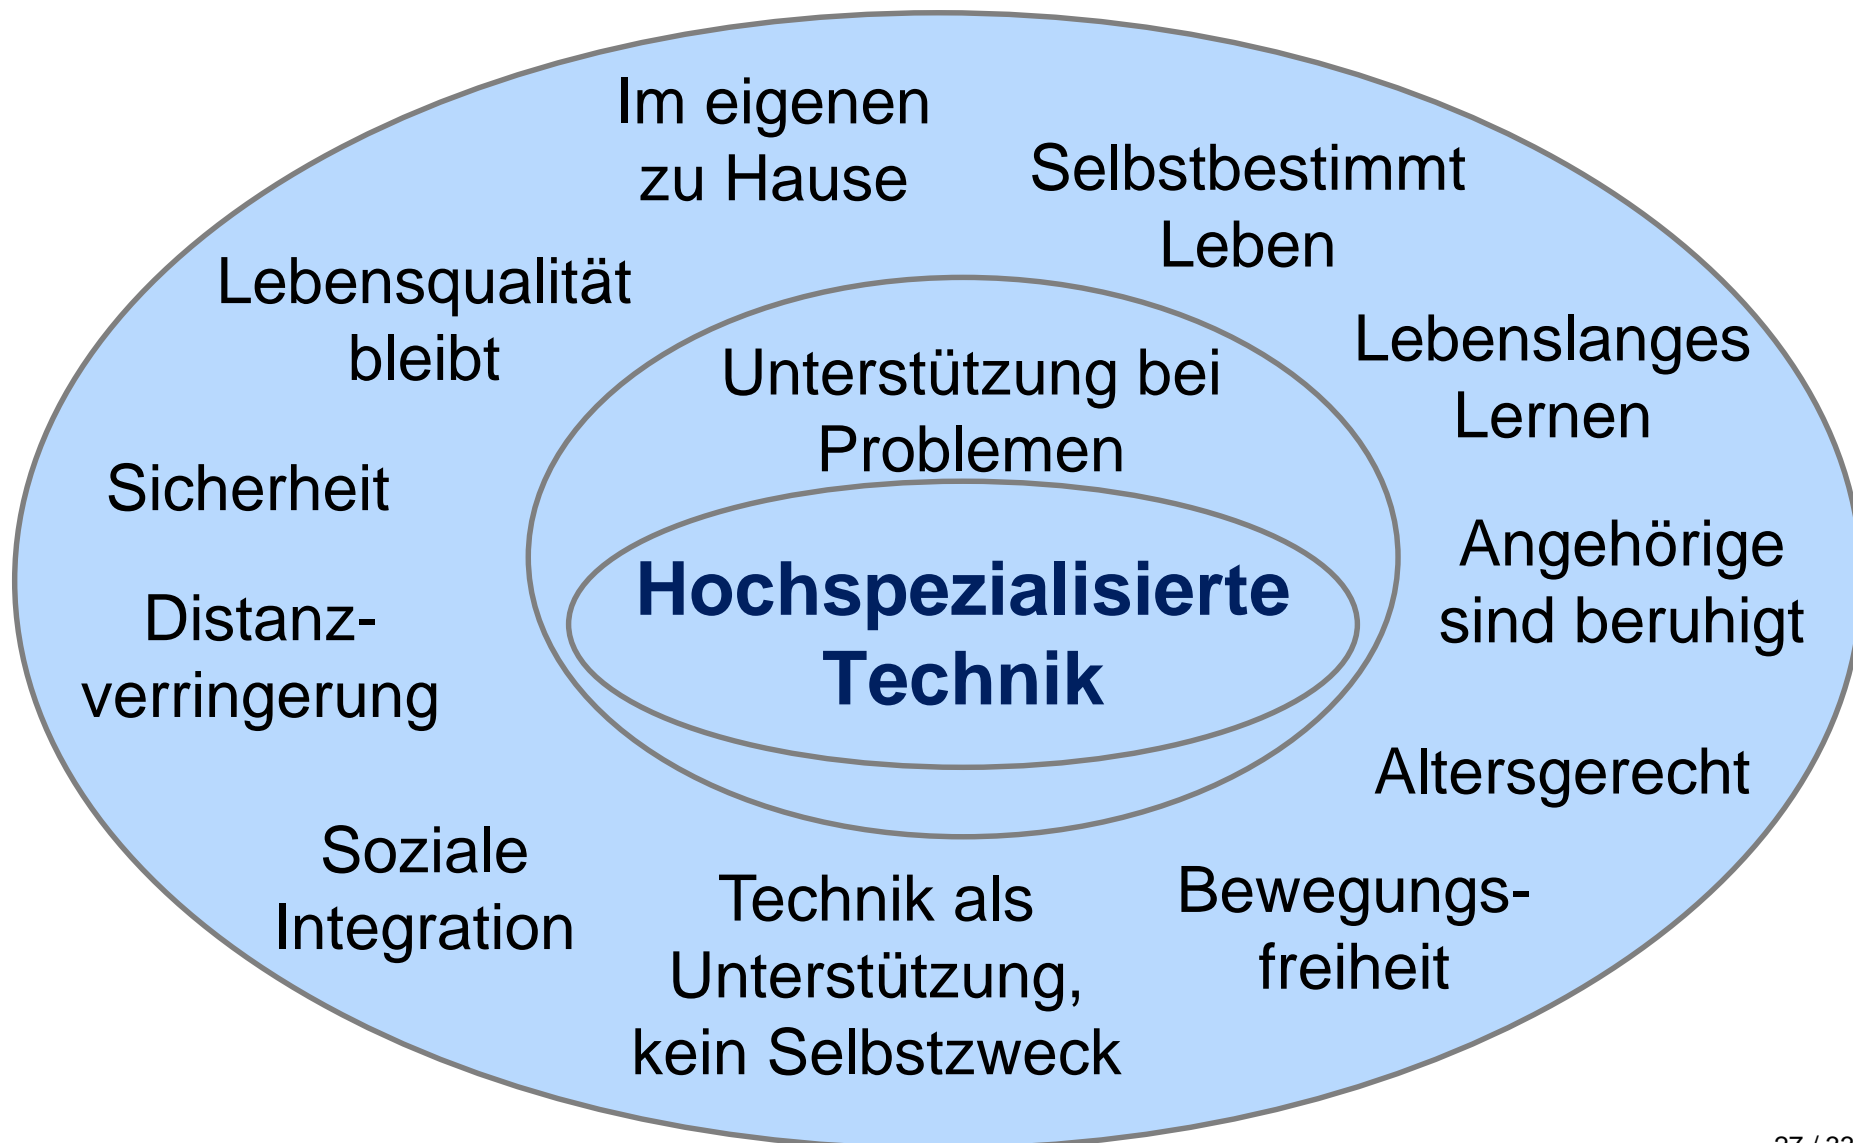 Im eigenen
zu Hause
Selbstbestimmt
Leben
Lebensqualität
bleibt
Lebenslanges
Lernen
Unterstützung bei
Problemen
Sicherheit
Angehörige
sind beruhigt
Hochspezialisierte
Technik
Distanz-
verringerung
Altersgerecht
Soziale
Integration
Technik als
Unterstützung,
kein Selbstzweck
Bewegungs-
freiheit